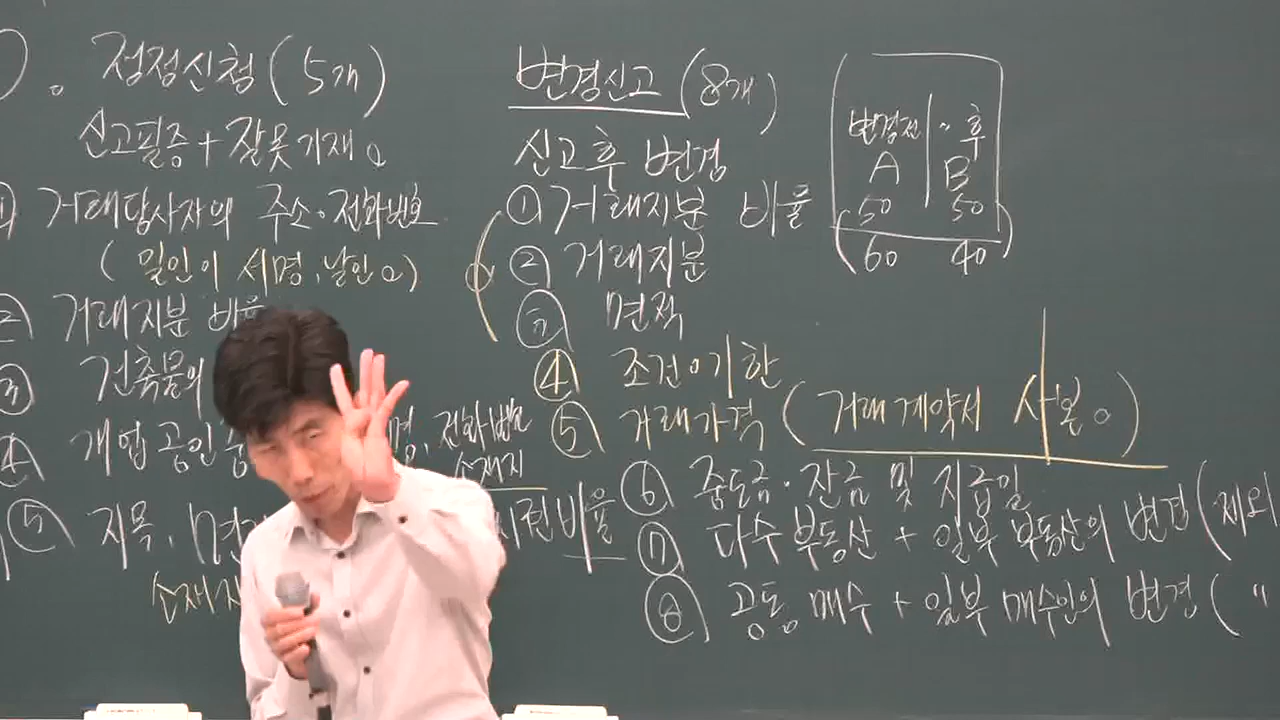 정정신청 (5개)
신고필증 + 잘못 기재 o
① 거래당사자의 주소·전화번호
(일인이 서명, 날인 o)
② 거래지분 비율
③ 건축물의
④ 개업공인중 명, 전화번호
소재지
⑤ 지목, 면 비율
소재지
변경신고 (8개)
신고후 변경
① 거래지분 비율
② 거래지분
③ 면적
④ 조건·기한
⑤ 거래가격 (거래계약서 사본 o)
⑥ 중도금·잔금 및 지급일
⑦ 다수 부동산 + 일부 부동산의 변경 (제외
⑧ 공동 매수 + 일부 매수인의 변경 ( "
변경전 " 후
A B
50 50
60 40